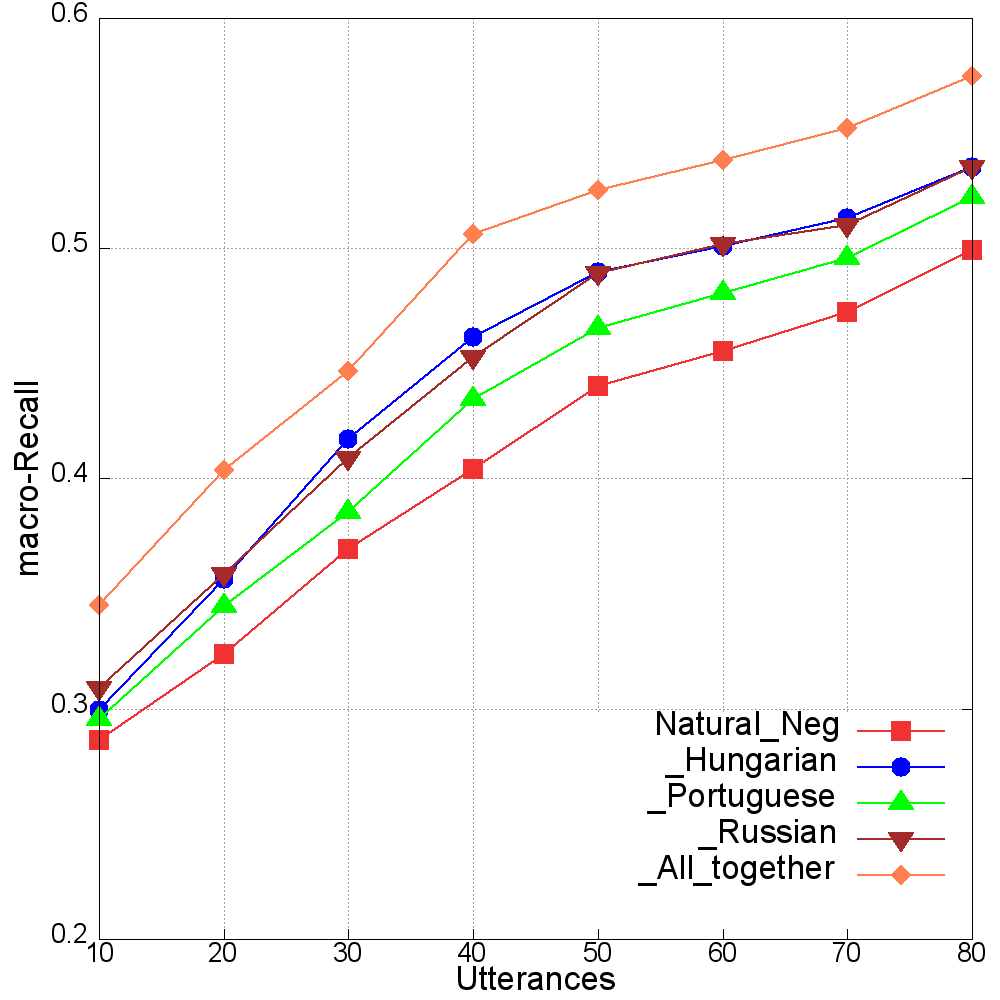 0.6
0.5
0.4
0.3
0.2
macro-Recall
Natural_Neg
_Hungarian
_Portuguese
_Russian
_All_together
10 20 30 40 50 60 70 80
Utterances